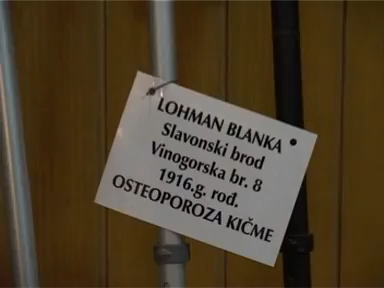 LOHMAN BLANKA
Slavonski brod
Vinogorska br. 8
1916.g. rod.
OSTEOPOROZA KIČME